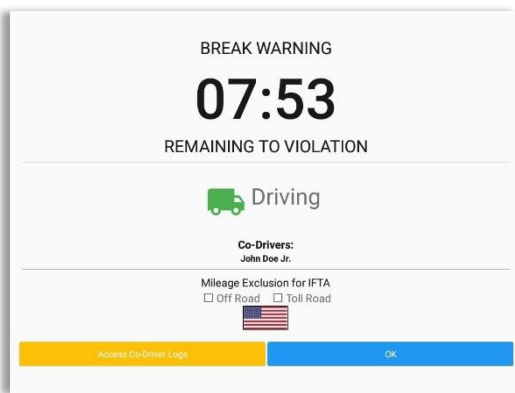 BREAK WARNING
07:53
REMAINING TO VIOLATION
Driving
Co-Drivers:
John Doe Jr.
Mileage Exclusion for IFTA
Off Road Toll Road
Access Co-Driver Logs OK